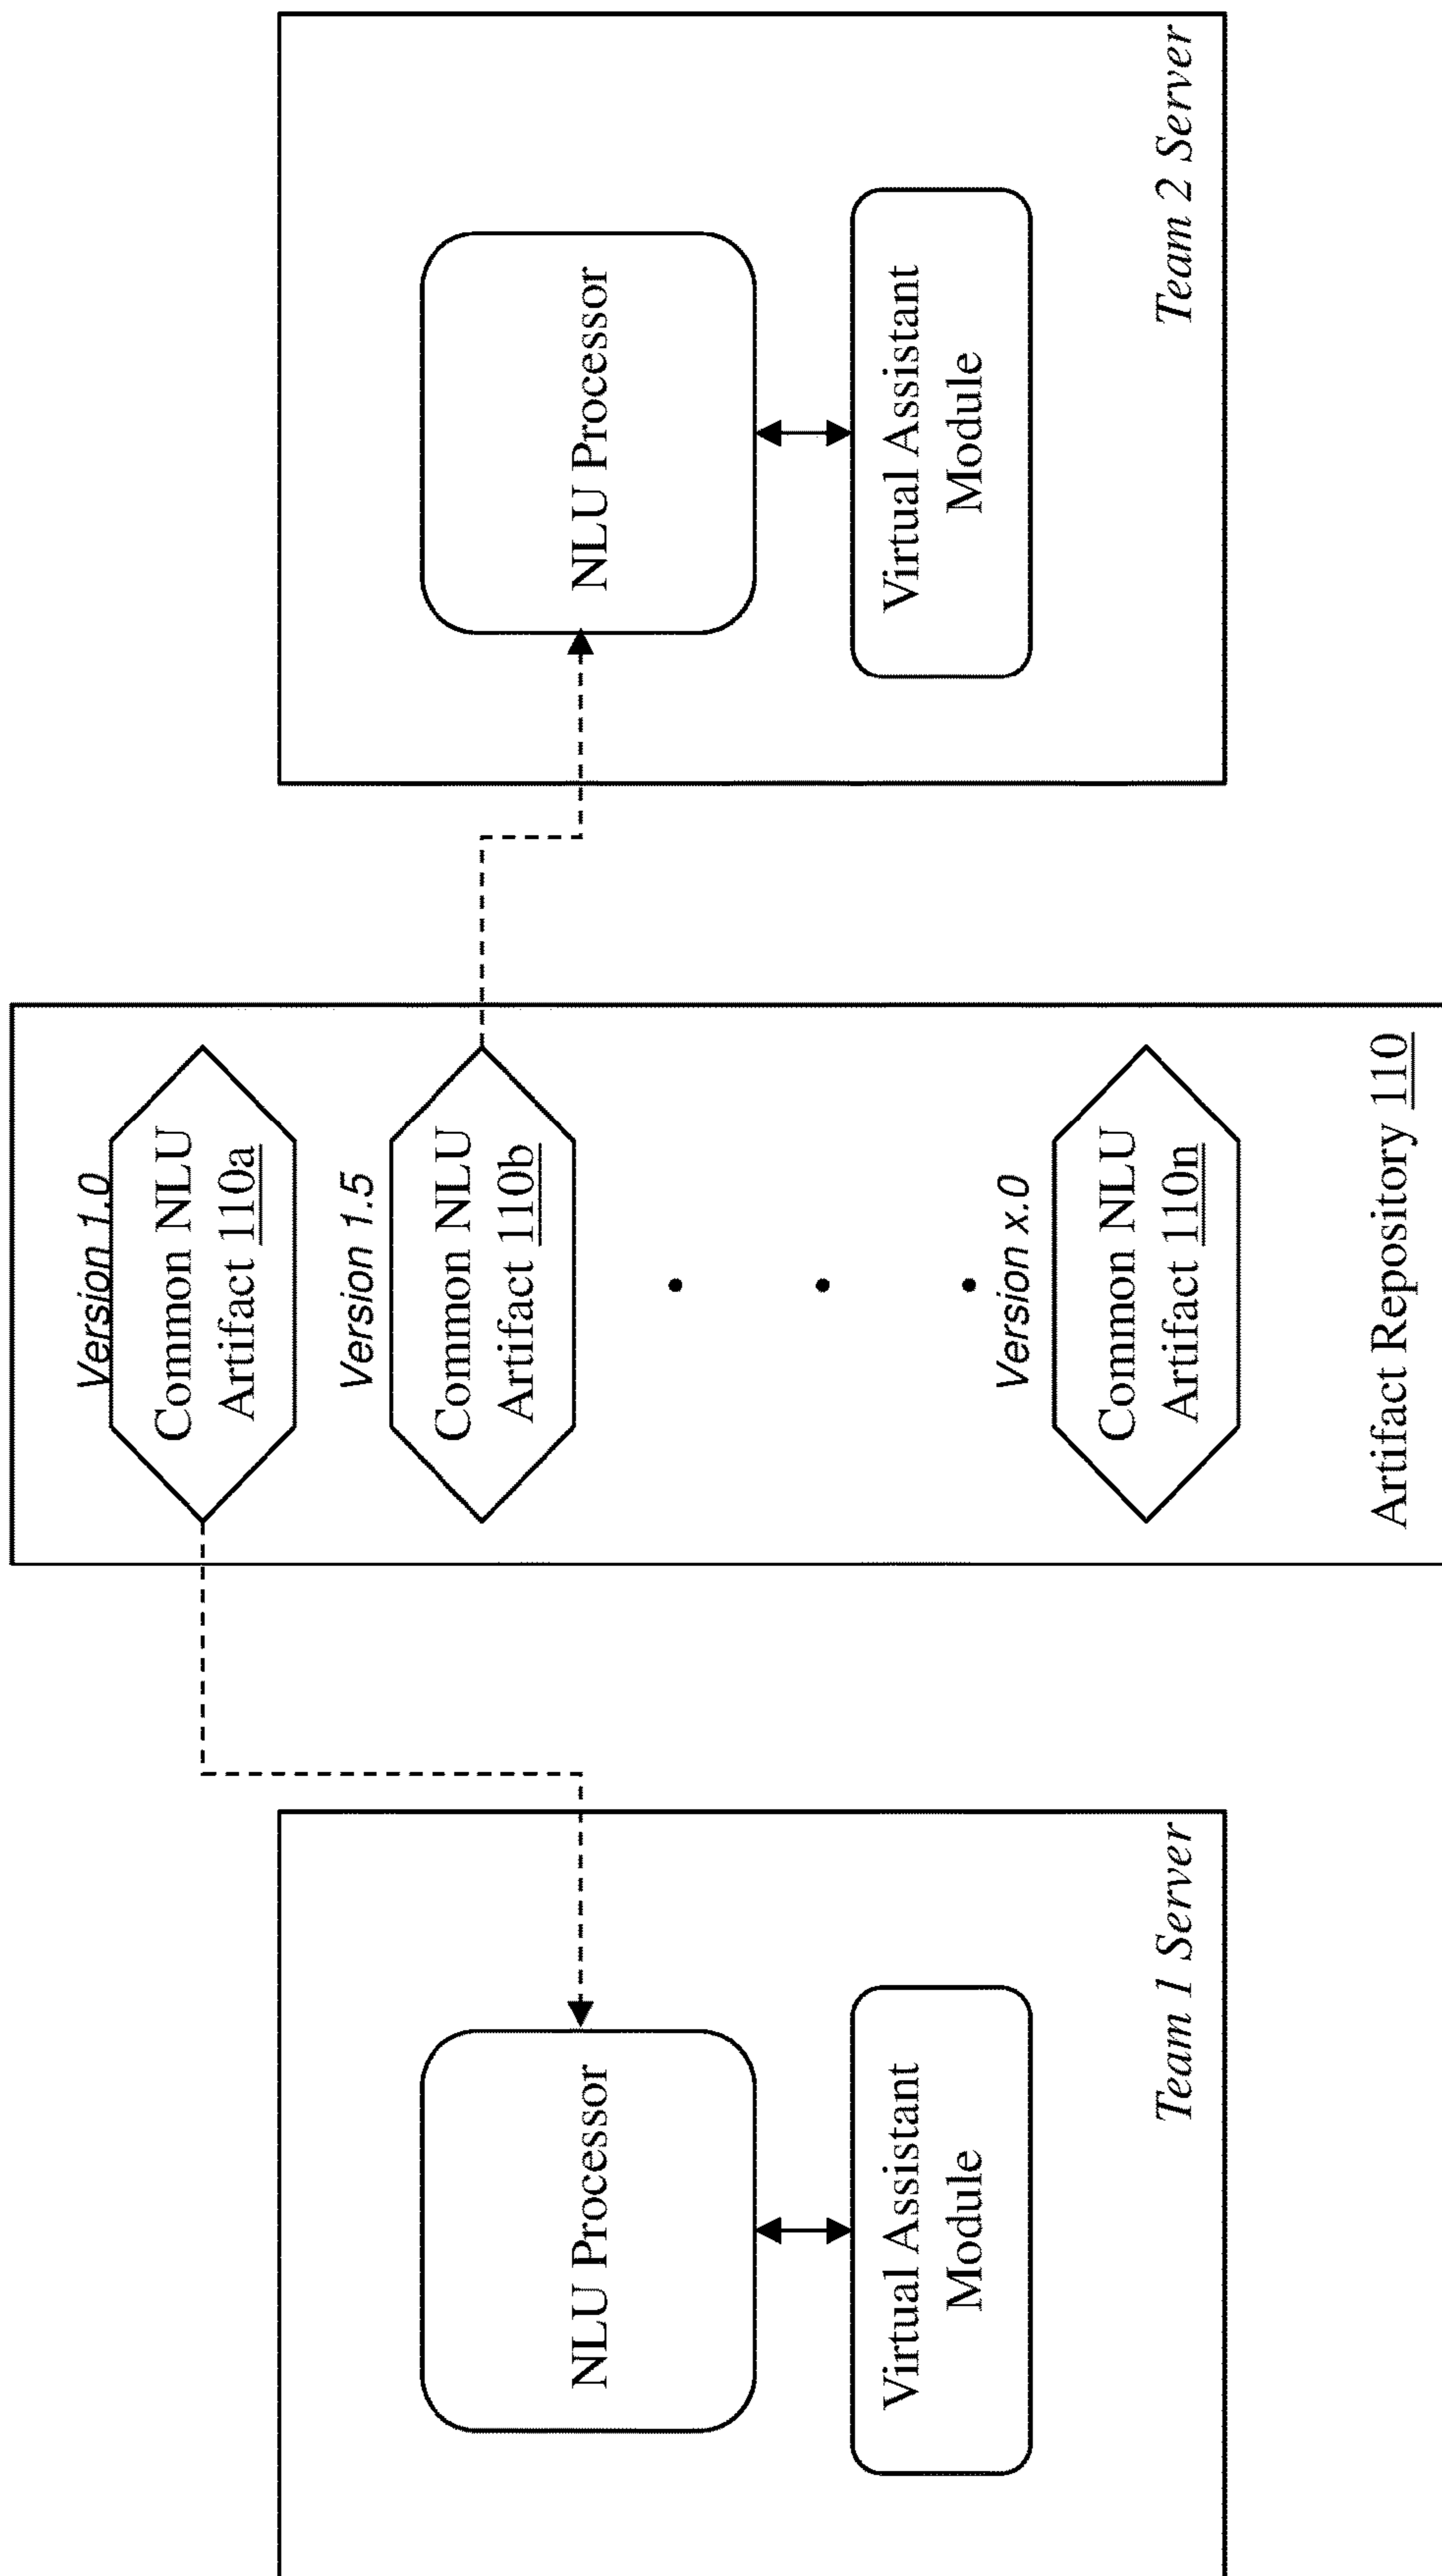 NLU Processor
Virtual Assistant
Module
Team 1 Server
Version 1.0
Common NLU
Artifact 110a
Version 1.5
Common NLU
Artifact 110b
Version x.0
Common NLU
Artifact 110n
Artifact Repository 110
NLU Processor
Virtual Assistant
Module
Team 2 Server